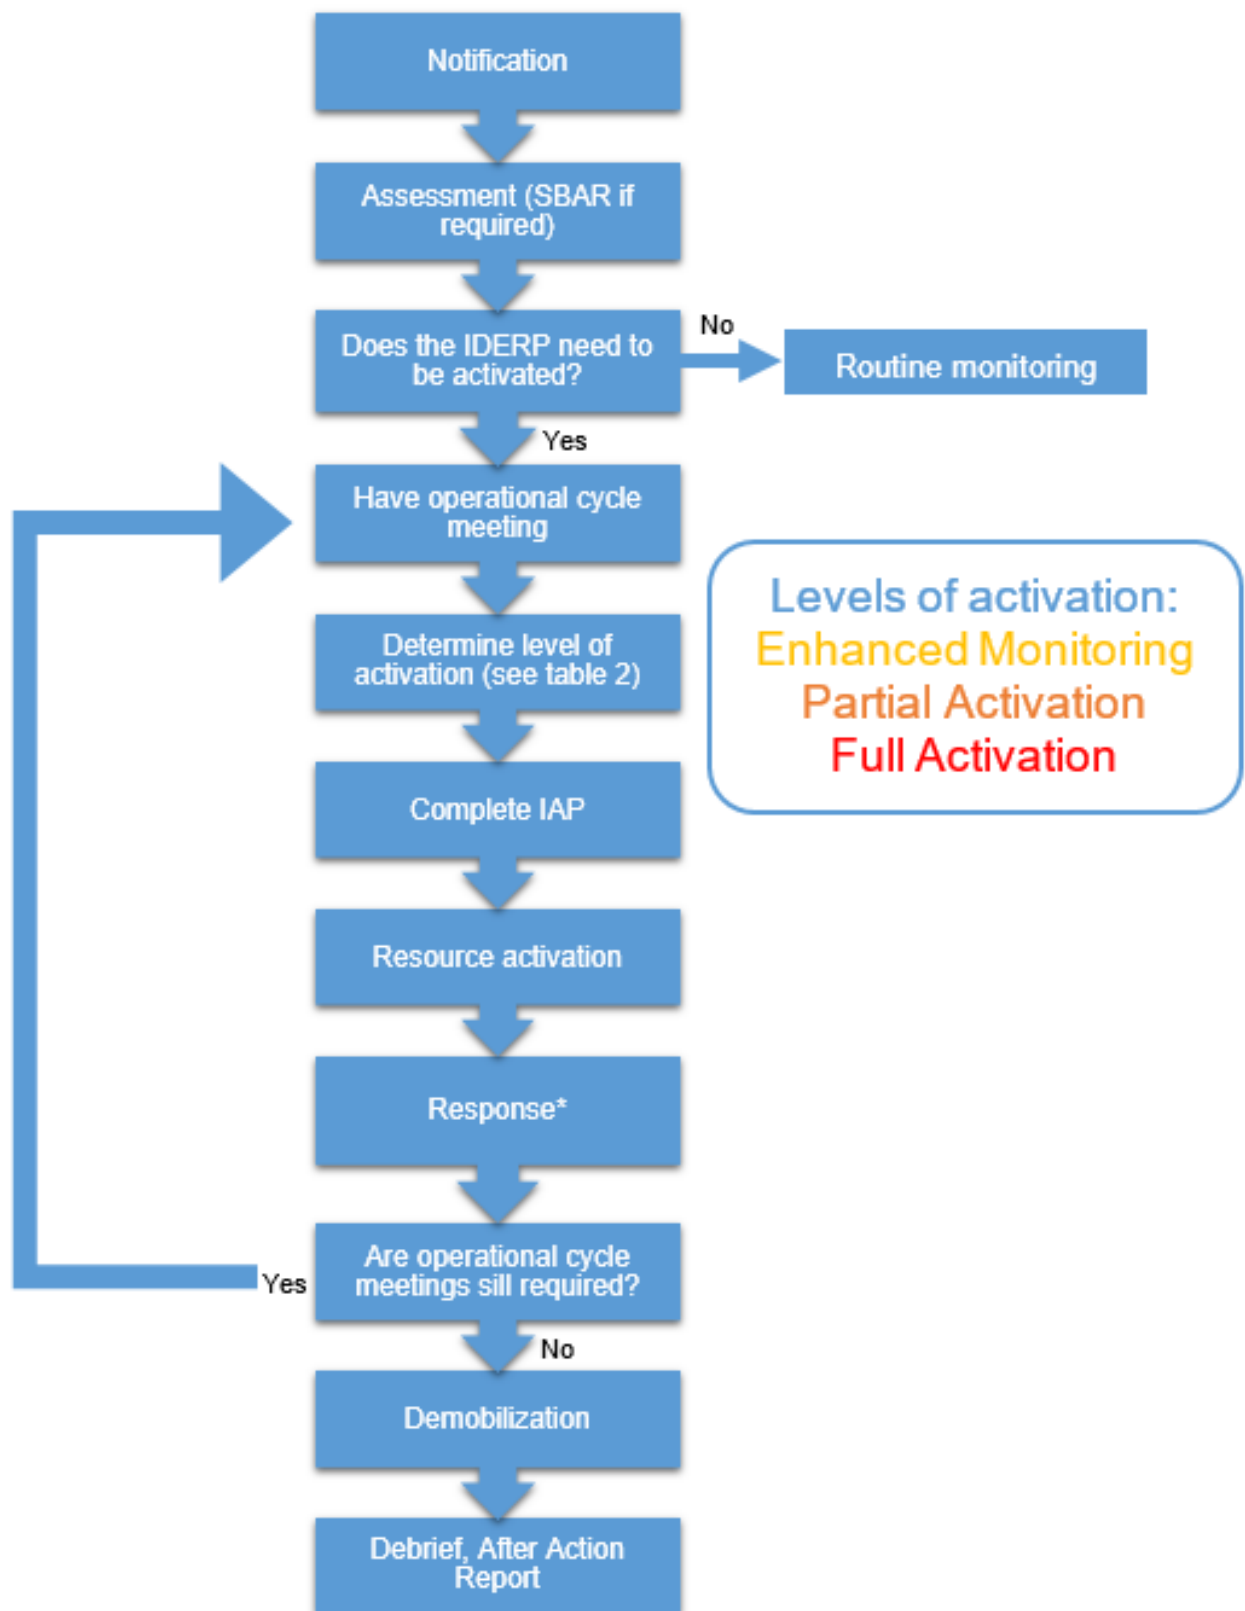 Notification
Assessment (SBAR if
required)
Does the IDERP need to
be activated?
No
Routine monitoring
Yes
Have operational cycle
meeting
Determine level of
activation (see table 2)
Levels of activation:
Enhanced Monitoring
Partial Activation
Full Activation
Complete IAP
Resource activation
Response*
Are operational cycle
meetings sill required?
Yes
No
Demobilization
Debrief, After Action
Report